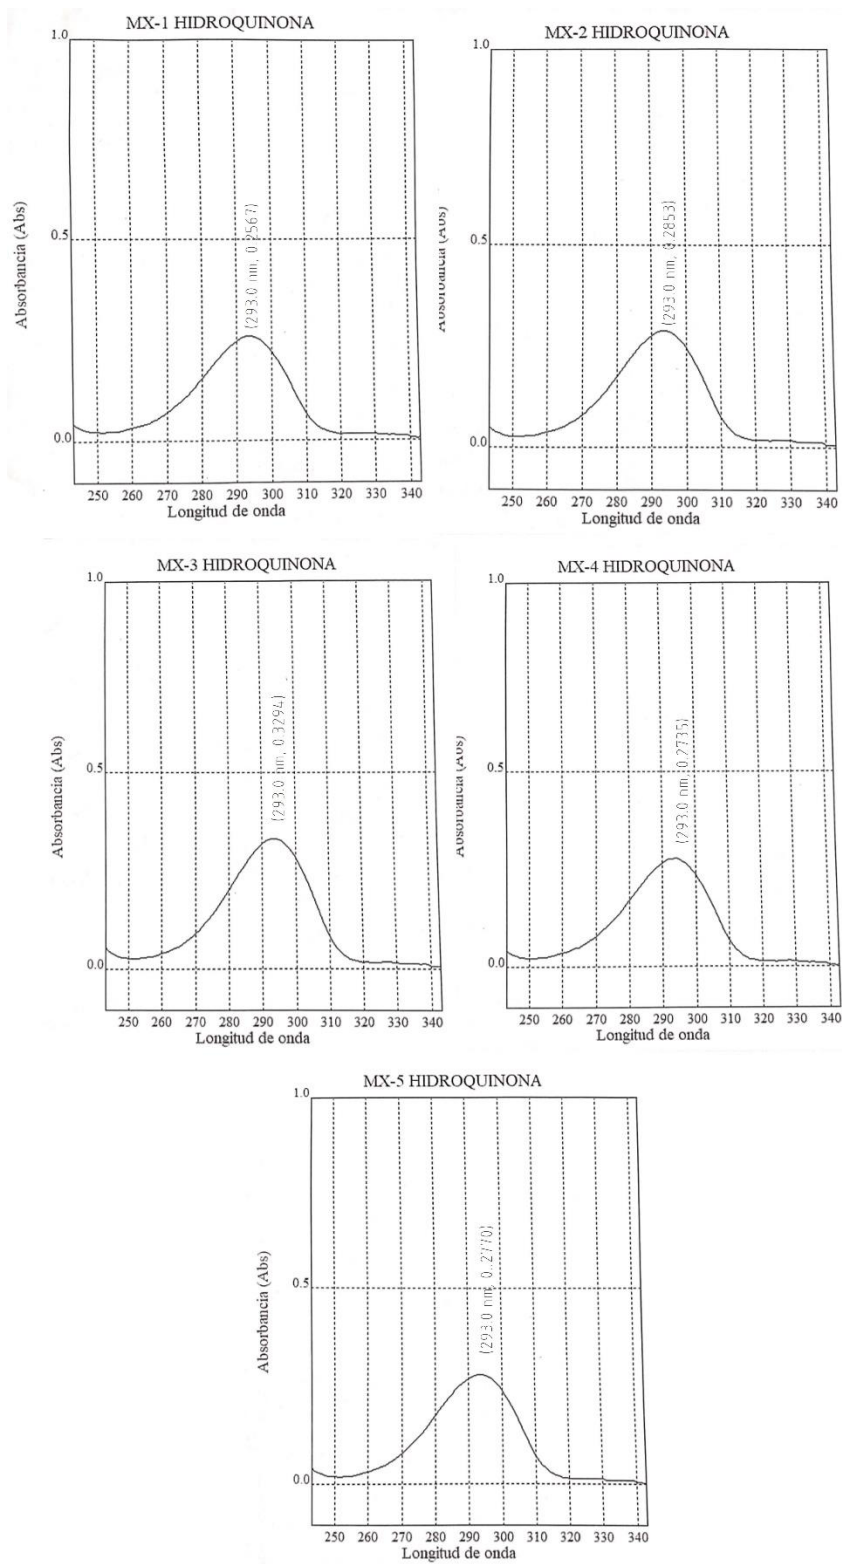 MX-1 HIDROQUINONA
1.0
0.5
0.0
Absorbancia (Abs)
(293.0 nm, 0.2567)
250 260 270 280 290 300 310 320 330 340
Longitud de onda
MX-2 HIDROQUINONA
1.0
0.5
0.0
Absorbancia (Abs)
(293.0 nm, 0.2853)
250 260 270 280 290 300 310 320 330 340
Longitud de onda
MX-3 HIDROQUINONA
1.0
0.5
0.0
Absorbancia (Abs)
(293.0 nm, 0.3294)
250 260 270 280 290 300 310 320 330 340
Longitud de onda
MX-4 HIDROQUINONA
1.0
0.5
0.0
Absorbancia (Abs)
(293.0 nm, 0.2735)
250 260 270 280 290 300 310 320 330 340
Longitud de onda
MX-5 HIDROQUINONA
1.0
0.5
0.0
Absorbancia (Abs)
(293.0 nm, 0..2770)
250 260 270 280 290 300 310 320 330 340
Longitud de onda